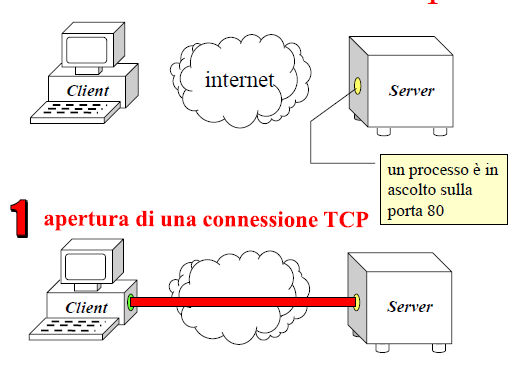 Client
internet
Server
un processo è in
ascolto sulla
porta 80
1 apertura di una connessione TCP
Client
Server